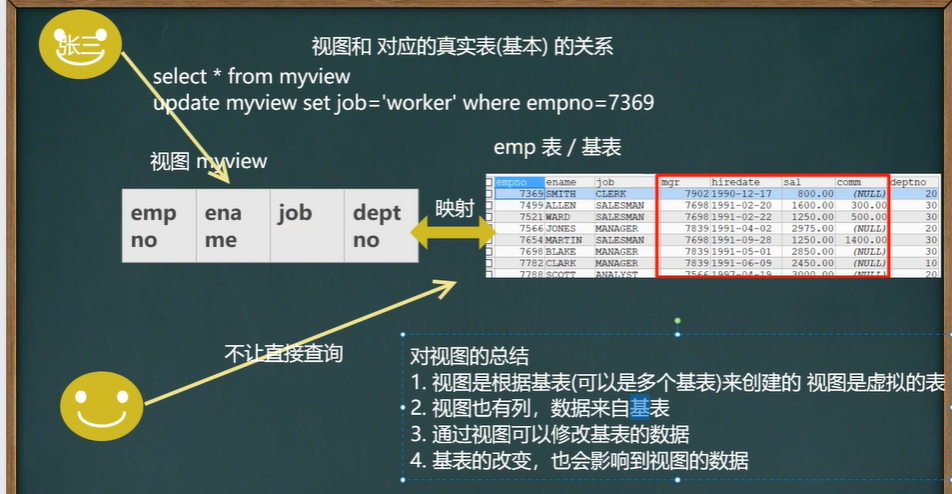 张三
视图和 对应的真实表(基本) 的关系
select * from myview
update myview set job='worker' where empno=7369
视图 myview
emp 表 / 基表
emp
no
ena
me
job
dept
no
映射
empno ename job mgr hiredate sal comm deptno
7369 SMITH CLERK 7902 1990-12-17 800.00 (NULL) 20
7499 ALLEN SALESMAN 7698 1991-02-20 1600.00 300.00 30
7521 WARD SALESMAN 7698 1991-02-22 1250.00 500.00 30
7566 JONES MANAGER 7839 1991-04-02 2975.00 (NULL) 20
7654 MARTIN SALESMAN 7698 1991-09-28 1250.00 1400.00 30
7698 BLAKE MANAGER 7839 1991-05-01 2850.00 (NULL) 30
7782 CLARK MANAGER 7839 1991-06-09 2450.00 (NULL) 10
7788 SCOTT ANALYST 7566 1997-04-19 3000.00 (NULL) 20
不让直接查询
对视图的总结
1. 视图是根据基表(可以是多个基表)来创建的 视图是虚拟的表
2. 视图也有列，数据来自基表
3. 通过视图可以修改基表的数据
4. 基表的改变，也会影响到视图的数据